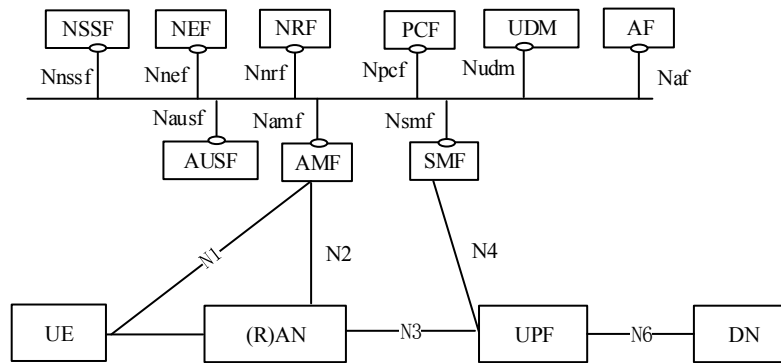 NSSF NEF NRF PCF UDM AF
Nnssf Nnef Nnrf Npcf Nudm Naf
Nausf Namf Nsmf
AUSF AMF SMF
N1 N2 N4
UE (R)AN N3 UPF N6 DN